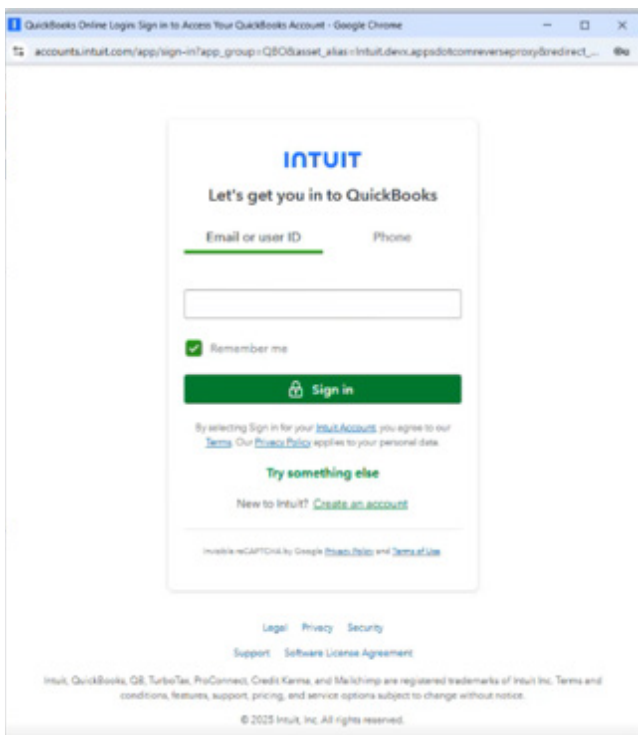 QuickBooks Online Login: Sign in to Access Your QuickBooks Account - Google Chrome
accounts.intuit.com/app/sign-in?app_group=QBO&asset_alias=Intuit.devx.appsdotcomreverseproxy&redirect_...
INTUIT
Let's get you in to QuickBooks
Email or user ID Phone
Remember me
Sign in
By selecting Sign in for your Intuit Account, you agree to our
Terms. Our Privacy Policy applies to your personal data.
Try something else
New to Intuit? Create an account
Invisible reCAPTCHA by Google Privacy Policy and Terms of Use
Legal Privacy Security
Support Software License Agreement
Intuit, QuickBooks, QB, TurboTax, ProConnect, Credit Karma, and Mailchimp are registered trademarks of Intuit Inc. Terms and
conditions, features, support, pricing, and service options subject to change without notice.
© 2025 Intuit, Inc. All rights reserved.